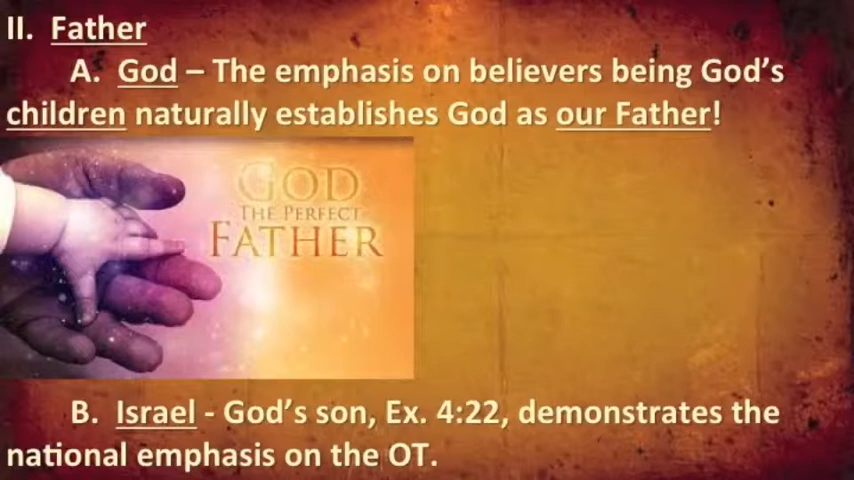 II. Father
A. God – The emphasis on believers being God's
children naturally establishes God as our Father!
GOD
THE PERFECT
FATHER
B. Israel - God's son, Ex. 4:22, demonstrates the
national emphasis on the OT.